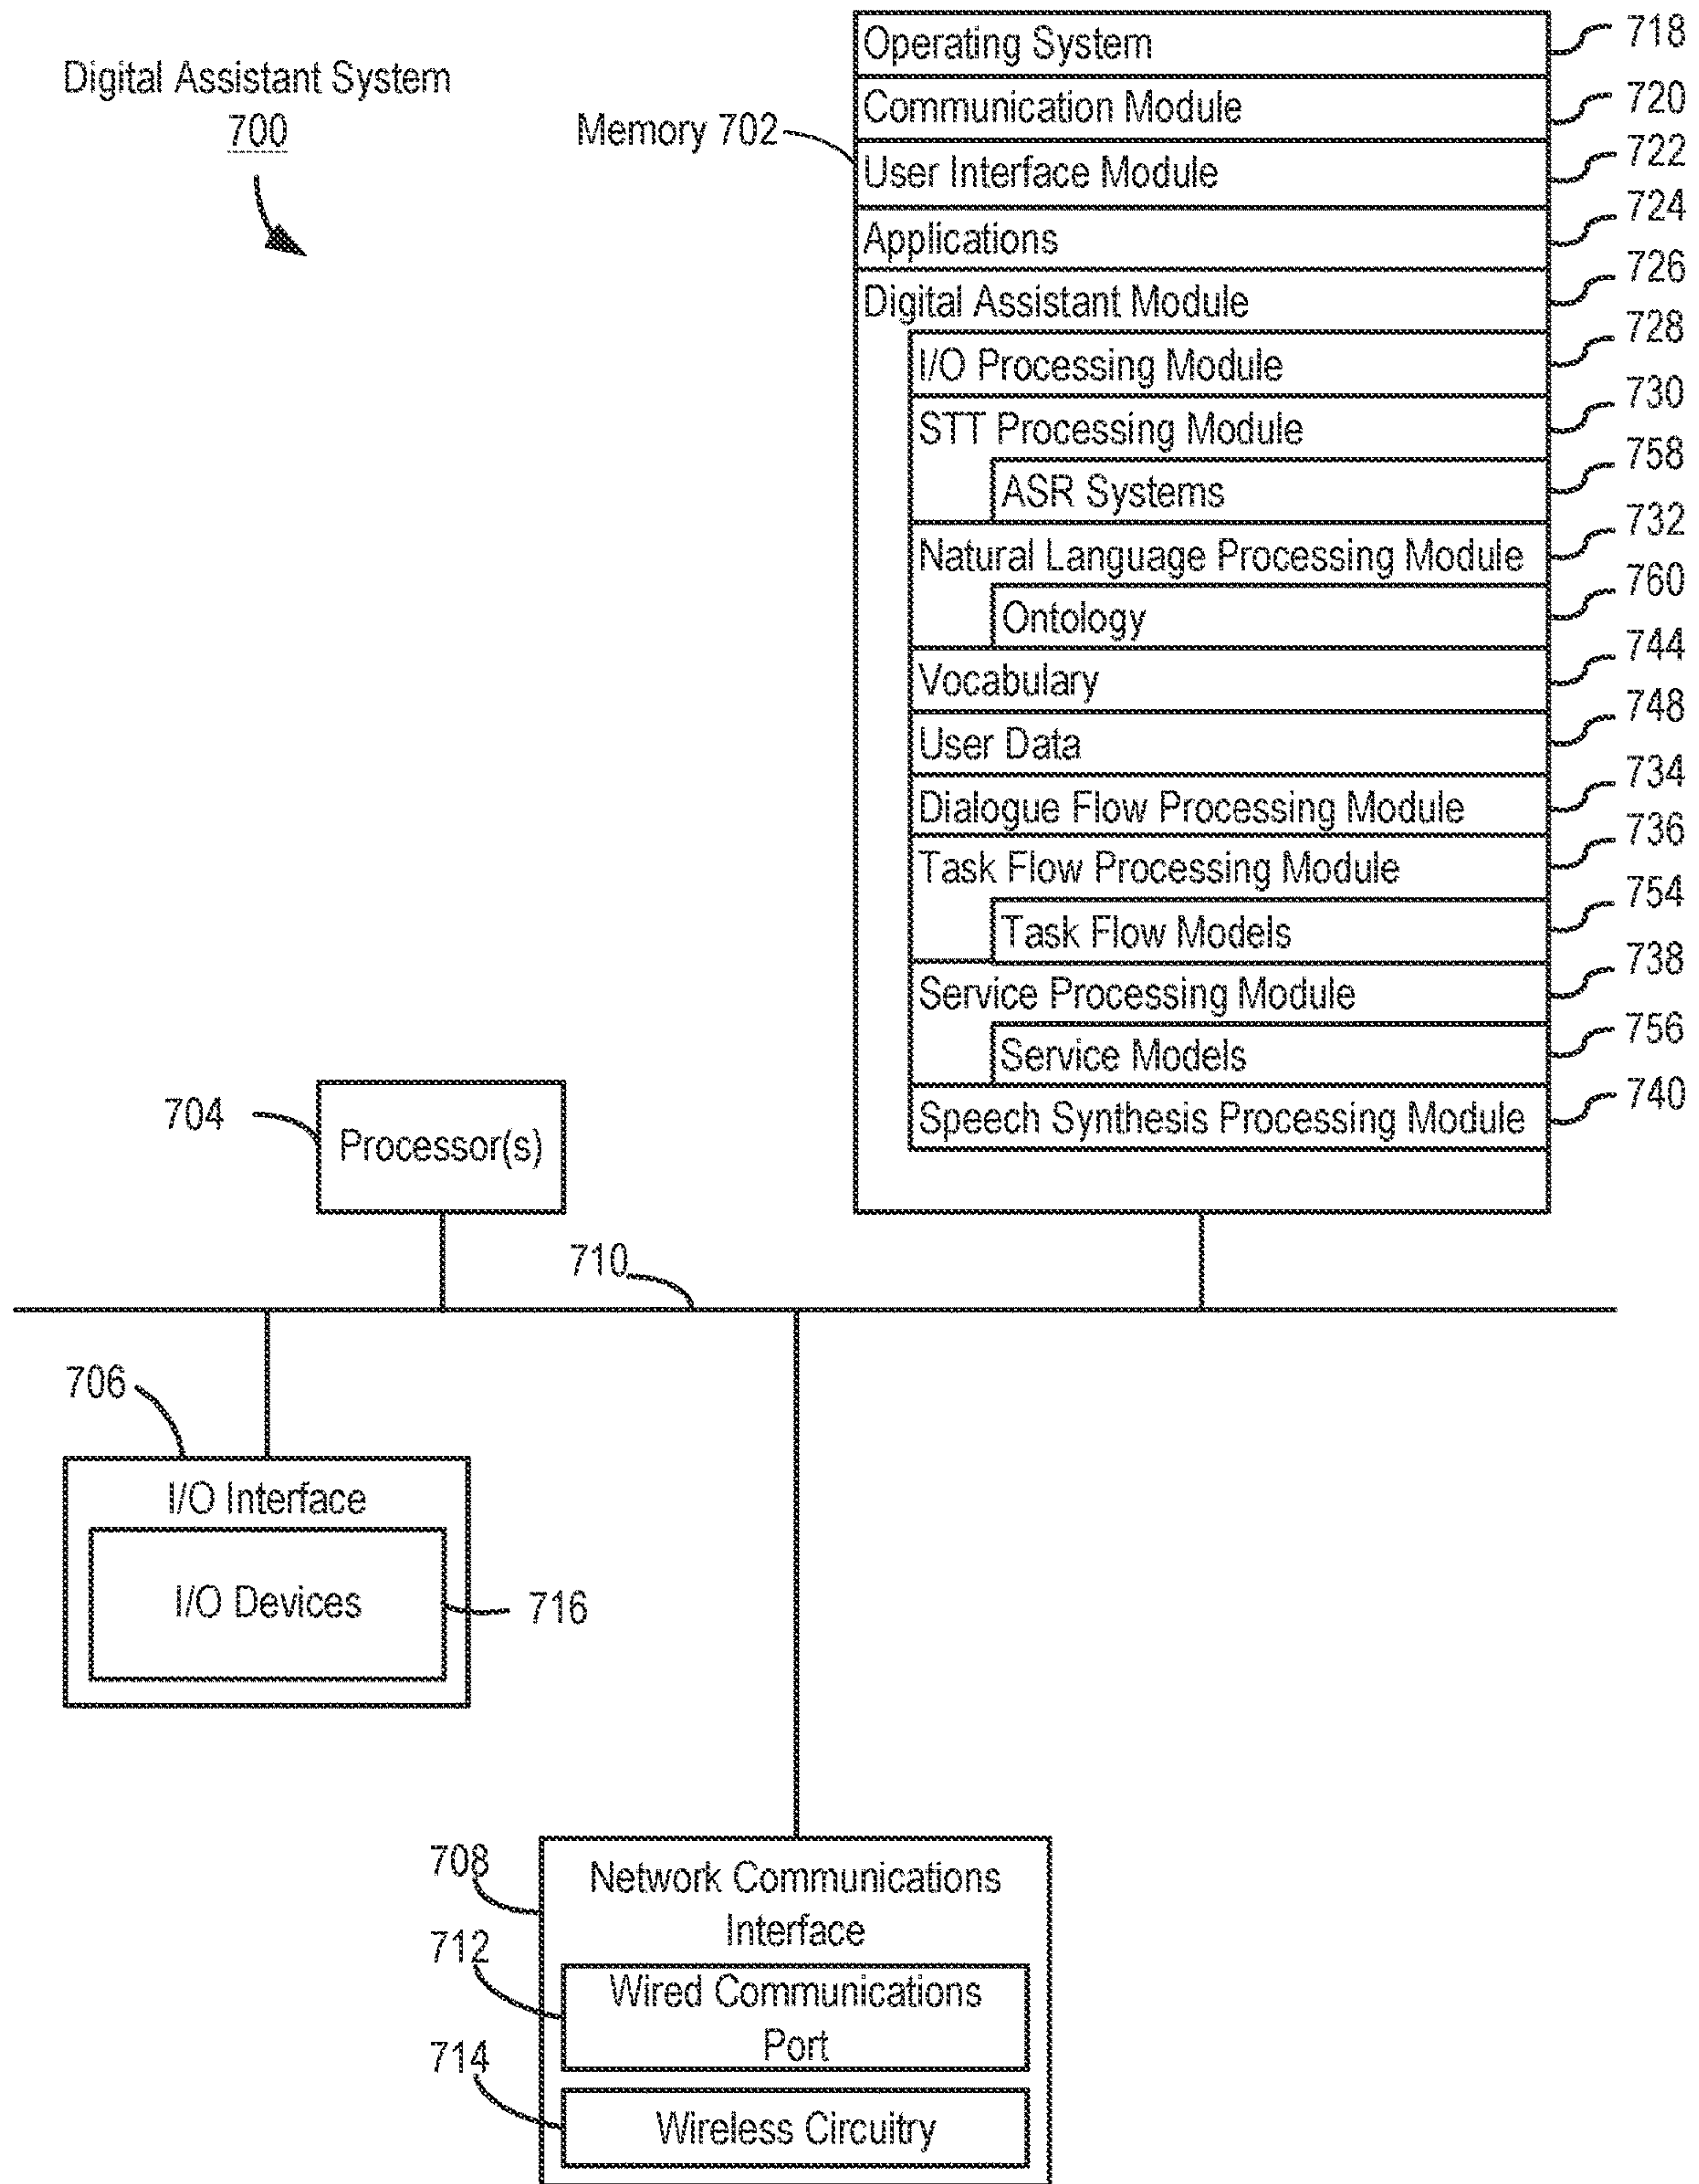 Digital Assistant System
700
Memory 702
Operating System 718
Communication Module 720
User Interface Module 722
Applications 724
Digital Assistant Module 726
I/O Processing Module 728
STT Processing Module 730
ASR Systems 758
Natural Language Processing Module 732
Ontology 760
Vocabulary 744
User Data 748
Dialogue Flow Processing Module 734
Task Flow Processing Module 736
Task Flow Models 754
Service Processing Module 738
Service Models 756
Speech Synthesis Processing Module 740
704
Processor(s)
710
706
I/O Interface
I/O Devices
716
708
Network Communications
Interface
712
Wired Communications
Port
714
Wireless Circuitry